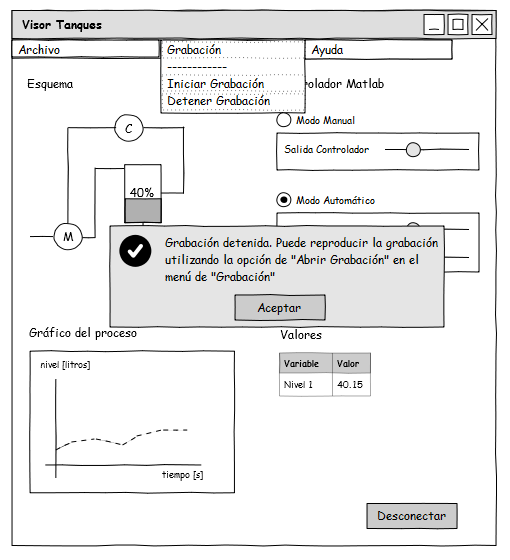 Visor Tanques
Archivo
Grabación
Ayuda
------------
Iniciar Grabación
Detener Grabación
Esquema
rolador Matlab
C
Modo Manual
Salida Controlador
40%
Modo Automático
M
Grabación detenida. Puede reproducir la grabación
utilizando la opción de "Abrir Grabación" en el
menú de "Grabación"
Aceptar
Gráfico del proceso
Valores
nivel [litros]
Variable Valor
Nivel 1 40.15
tiempo [s]
Desconectar